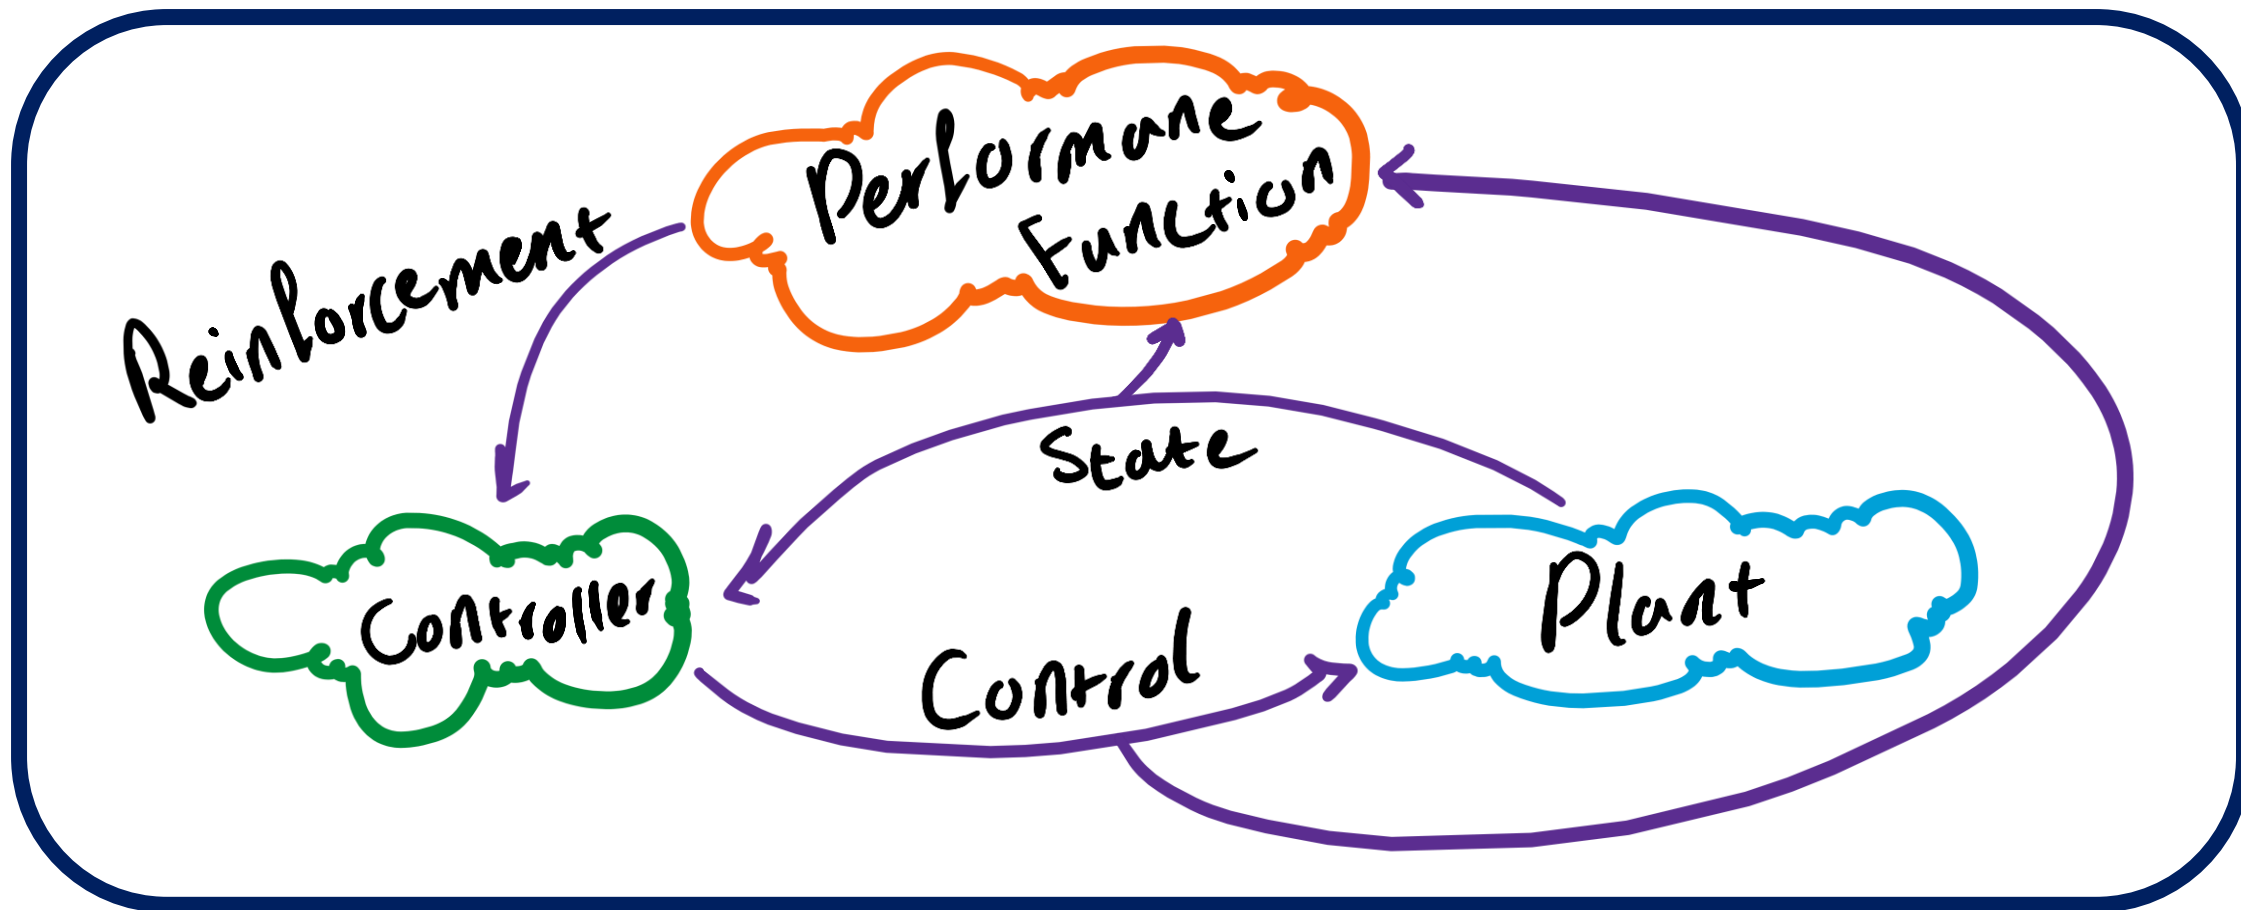 Performane
Function
Reinforcement
State
Controller
Plant
Control